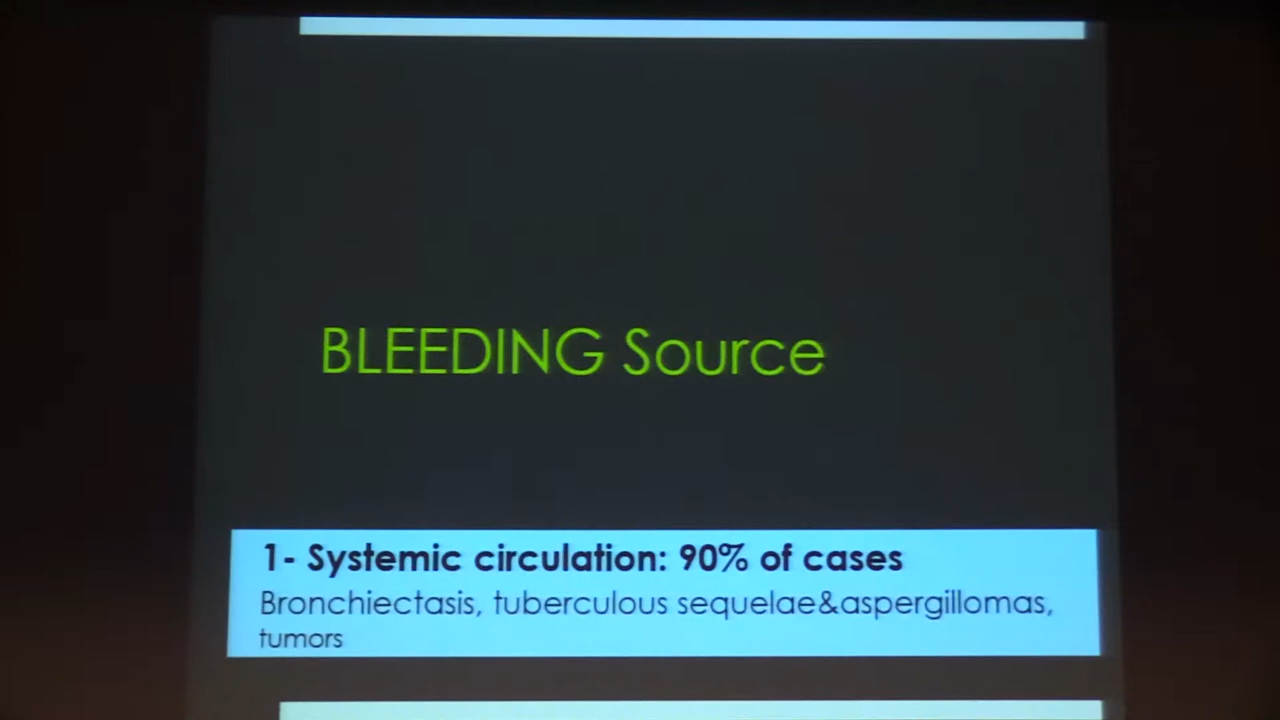 BLEEDING Source
1- Systemic circulation: 90% of cases
Bronchiectasis, tuberculous sequelae&aspergillomas,
tumors